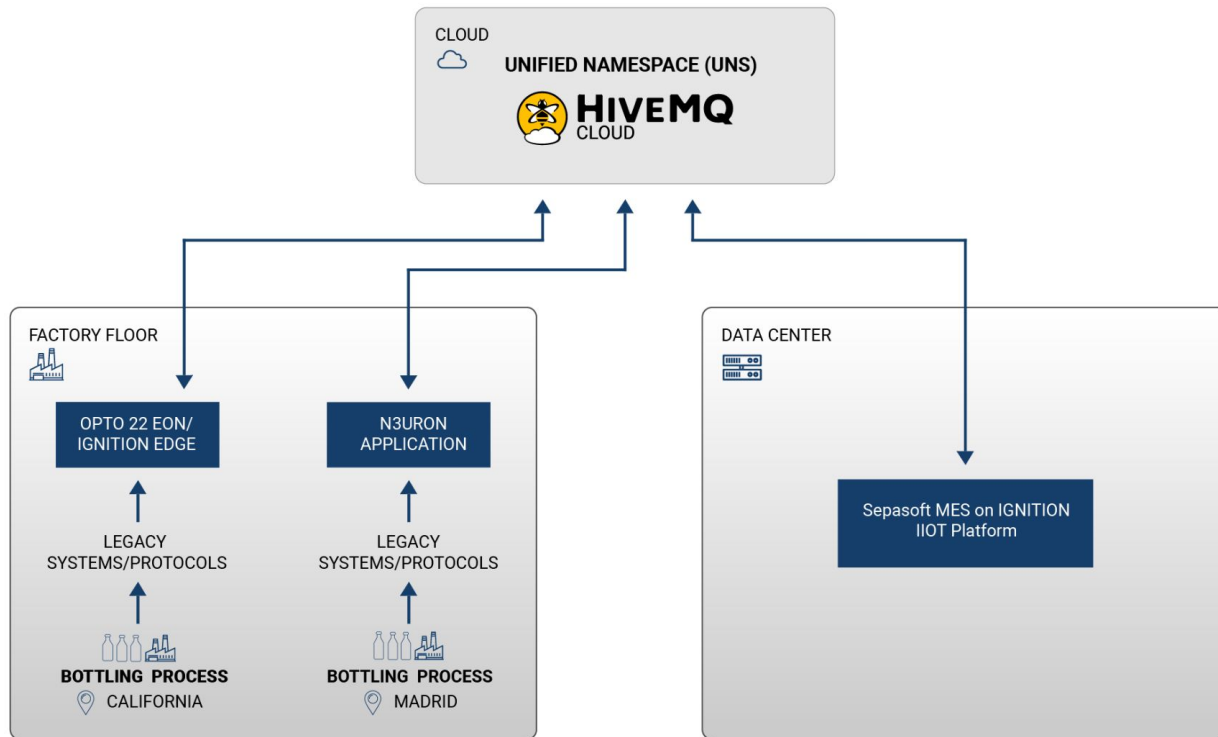 CLOUD
UNIFIED NAMESPACE (UNS)
HIVEMQ
CLOUD
FACTORY FLOOR
OPTO 22 EON/
IGNITION EDGE
LEGACY
SYSTEMS/PROTOCOLS
BOTTLING PROCESS
CALIFORNIA
N3URON
APPLICATION
LEGACY
SYSTEMS/PROTOCOLS
BOTTLING PROCESS
MADRID
DATA CENTER
Sepasoft MES on IGNITION
IIOT Platform